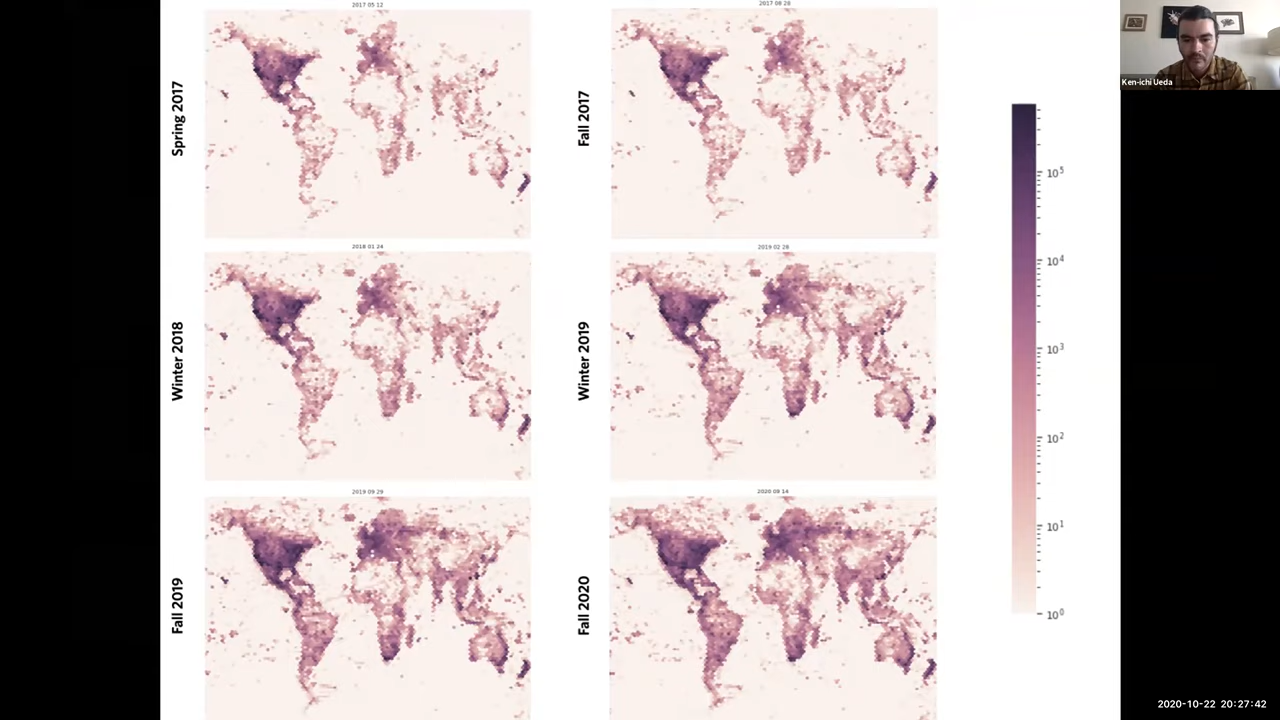 2017 05 12
2017 08 28
Ken-ichi Ueda
Spring 2017
Fall 2017
10⁵
10⁴
2018 01 24
2019 02 28
Winter 2018
Winter 2019
10³
10²
2019 09 29
2020 08 14
Fall 2019
Fall 2020
10¹
10⁰
2020-10-22 20:27:42